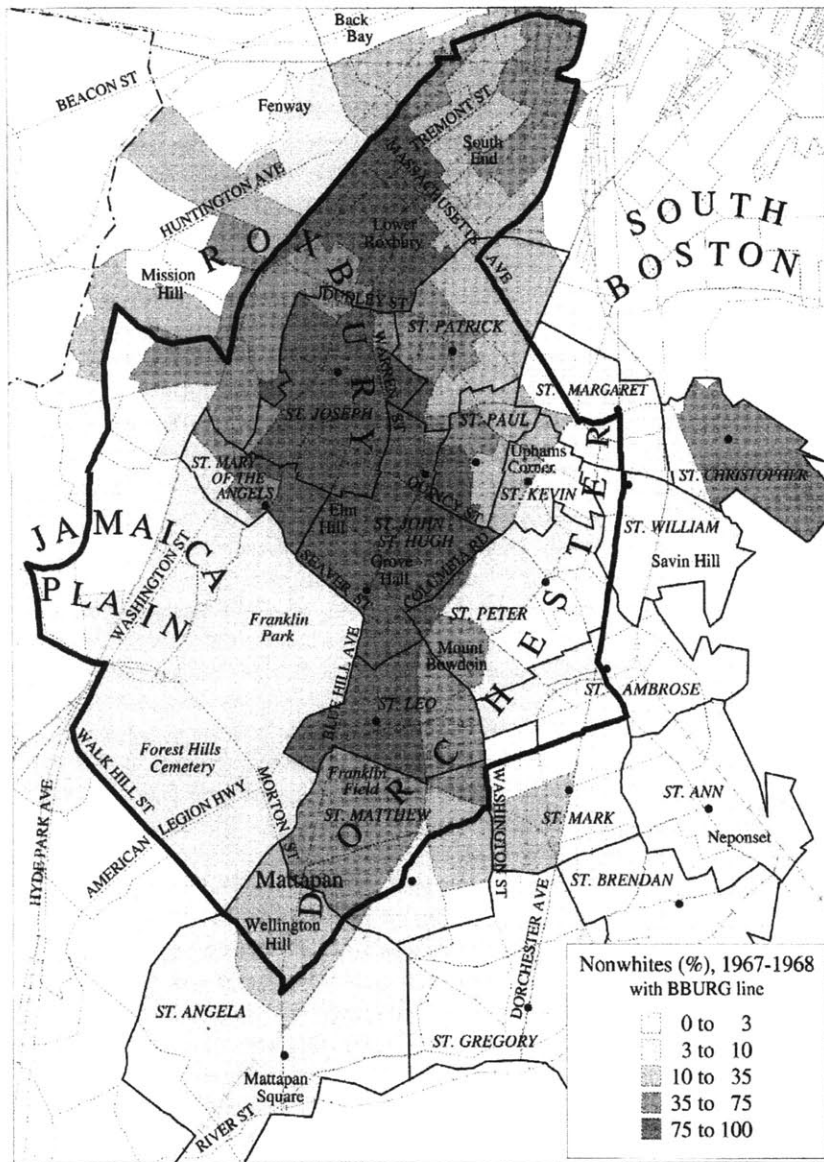 Back
Bay
BEACON ST
Fenway
TREMONT ST
South
End
MASSACHUSETTS AVE
HUNTINGTON AVE
SOUTH
BOSTON
Lower
Roxbury
ROXBURY
Mission
Hill
DUDLEY ST
ST. PATRICK
WARREN ST
ST. MARGARET
ST. JOSEPH
ST. PAUL
Uphams
Corner
ST. CHRISTOPHER
ST. MARY
OF THE
ANGELS
QUINCY ST
ST. KEVIN
Elm
Hill
ST. JOHN
ST. HUGH
ST. WILLIAM
Savin Hill
JAMAICA
PLAIN
WASHINGTON ST
SEAVER ST
Grove
Hall
COLUMBIA RD
ST. PETER
Franklin
Park
Mount
Bowdoin
DORCHESTER
BLUE HILL AVE
ST. AMBROSE
ST. LEO
Forest Hills
Cemetery
WALK HILL ST
MORTON ST
Franklin
Field
AMERICAN LEGION HWY
ST. MATTHEW
WASHINGTON ST
ST. MARK
ST. ANN
Neponset
HYDE PARK AVE
Mattapan
ST. BRENDAN
Wellington
Hill
DORCHESTER AVE
ST. ANGELA
ST. GREGORY
Mattapan
Square
RIVER ST
Nonwhites (%), 1967-1968
with BBURG line
0 to 3
3 to 10
10 to 35
35 to 75
75 to 100